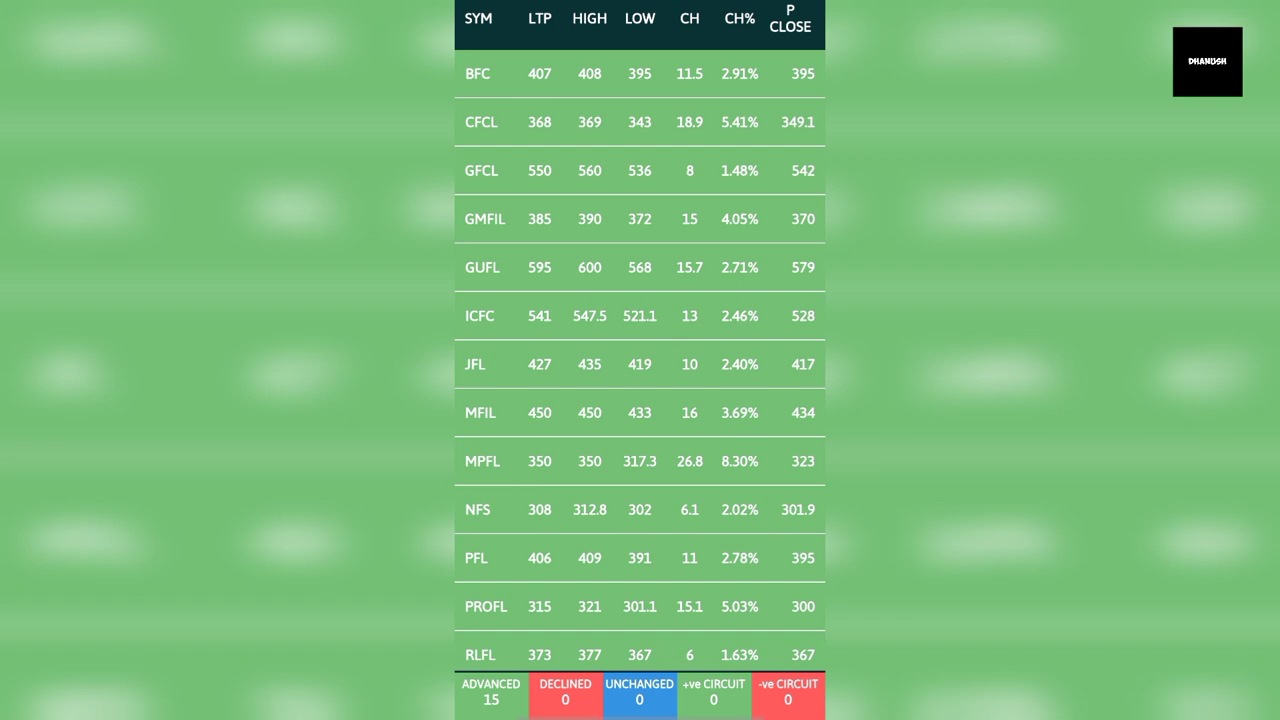 SYM LTP HIGH LOW CH CH% P CLOSE
BFC 407 408 395 11.5 2.91% 395
CFCL 368 369 343 18.9 5.41% 349.1
GFCL 550 560 536 8 1.48% 542
GMFIL 385 390 372 15 4.05% 370
GUFL 595 600 568 15.7 2.71% 579
ICFC 541 547.5 521.1 13 2.46% 528
JFL 427 435 419 10 2.40% 417
MFIL 450 450 433 16 3.69% 434
MPFL 350 350 317.3 26.8 8.30% 323
NFS 308 312.8 302 6.1 2.02% 301.9
PFL 406 409 391 11 2.78% 395
PROFL 315 321 301.1 15.1 5.03% 300
RLFL 373 377 367 6 1.63% 367
ADVANCED DECLINED UNCHANGED +ve CIRCUIT -ve CIRCUIT
15 0 0 0 0
DHANUSH